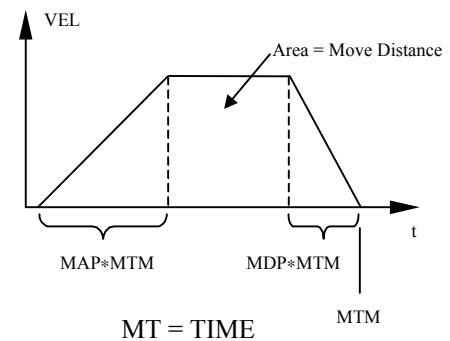 VEL
Area = Move Distance
t
MAP∗MTM
MDP∗MTM
MTM
MT = TIME